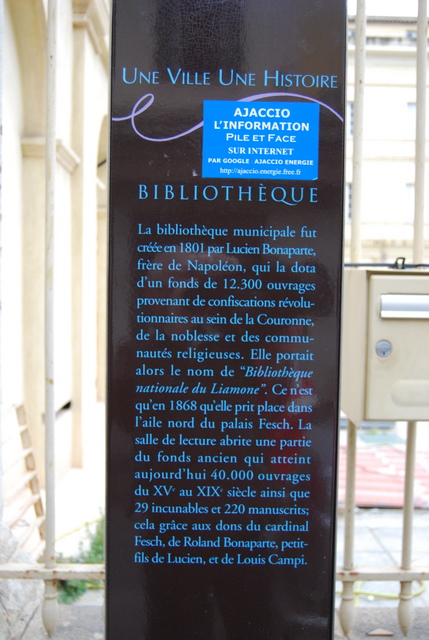 UNE VILLE UNE HISTOIRE
AJACCIO
L'INFORMATION
PILE ET FACE
SUR INTERNET
PAR GOOGLE AJACCIO ENERGIE
http://ajaccio.energie.free.fr
BIBLIOTHÈQUE
La bibliothèque municipale fut
créée en 1801 par Lucien Bonaparte,
frère de Napoléon, qui la dota
d'un fonds de 12.300 ouvrages
provenant de confiscations révolu-
tionnaires au sein de la Couronne,
de la noblesse et des commu-
nautés religieuses. Elle portait
alors le nom de "Bibliothèque
nationale du Liamone". Ce n'est
qu'en 1868 qu'elle prit place dans
l'aile nord du palais Fesch. La
salle de lecture abrite une partie
du fonds ancien qui atteint
aujourd'hui 40.000 ouvrages
du XVe au XIXe siècle ainsi que
29 incunables et 220 manuscrits;
cela grâce aux dons du cardinal
Fesch, de Roland Bonaparte, petit-
fils de Lucien, et de Louis Campi.